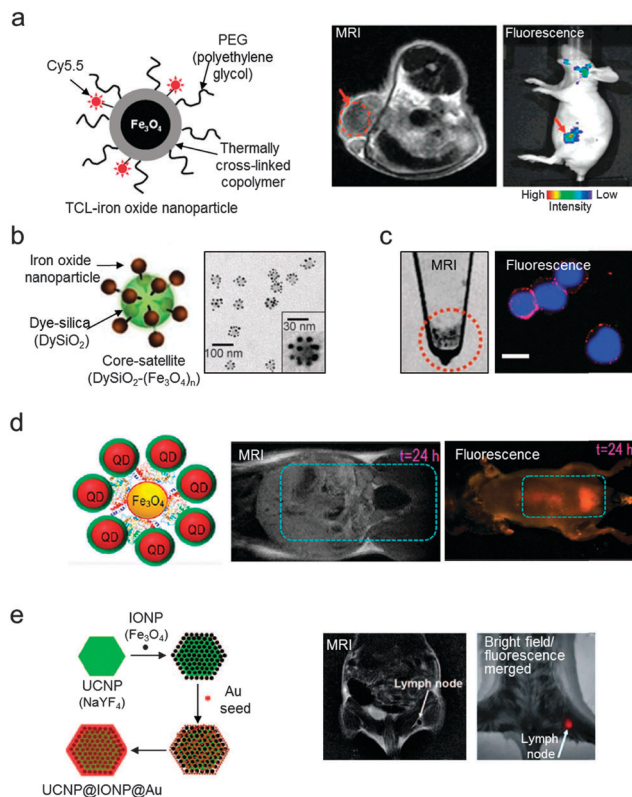 a
Cy5.5
PEG
(polyethylene
glycol)
Fe3O4
Thermally
cross-linked
copolymer
TCL-iron oxide nanoparticle
MRI
Fluorescence
High
Low
Intensity
b
Iron oxide
nanoparticle
Dye-silica
(DySiO2)
Core-satellite
(DySiO2-(Fe3O4)n)
100 nm
30 nm
c
MRI
Fluorescence
d
QD
QD
QD
QD
QD
QD
QD
Fe3O4
MRI
t=24 h
Fluorescence
t=24 h
e
IONP
(Fe3O4)
UCNP
(NaYF4)
Au
seed
UCNP@IONP@Au
MRI
Lymph node
Bright field/
fluorescence
merged
Lymph
node